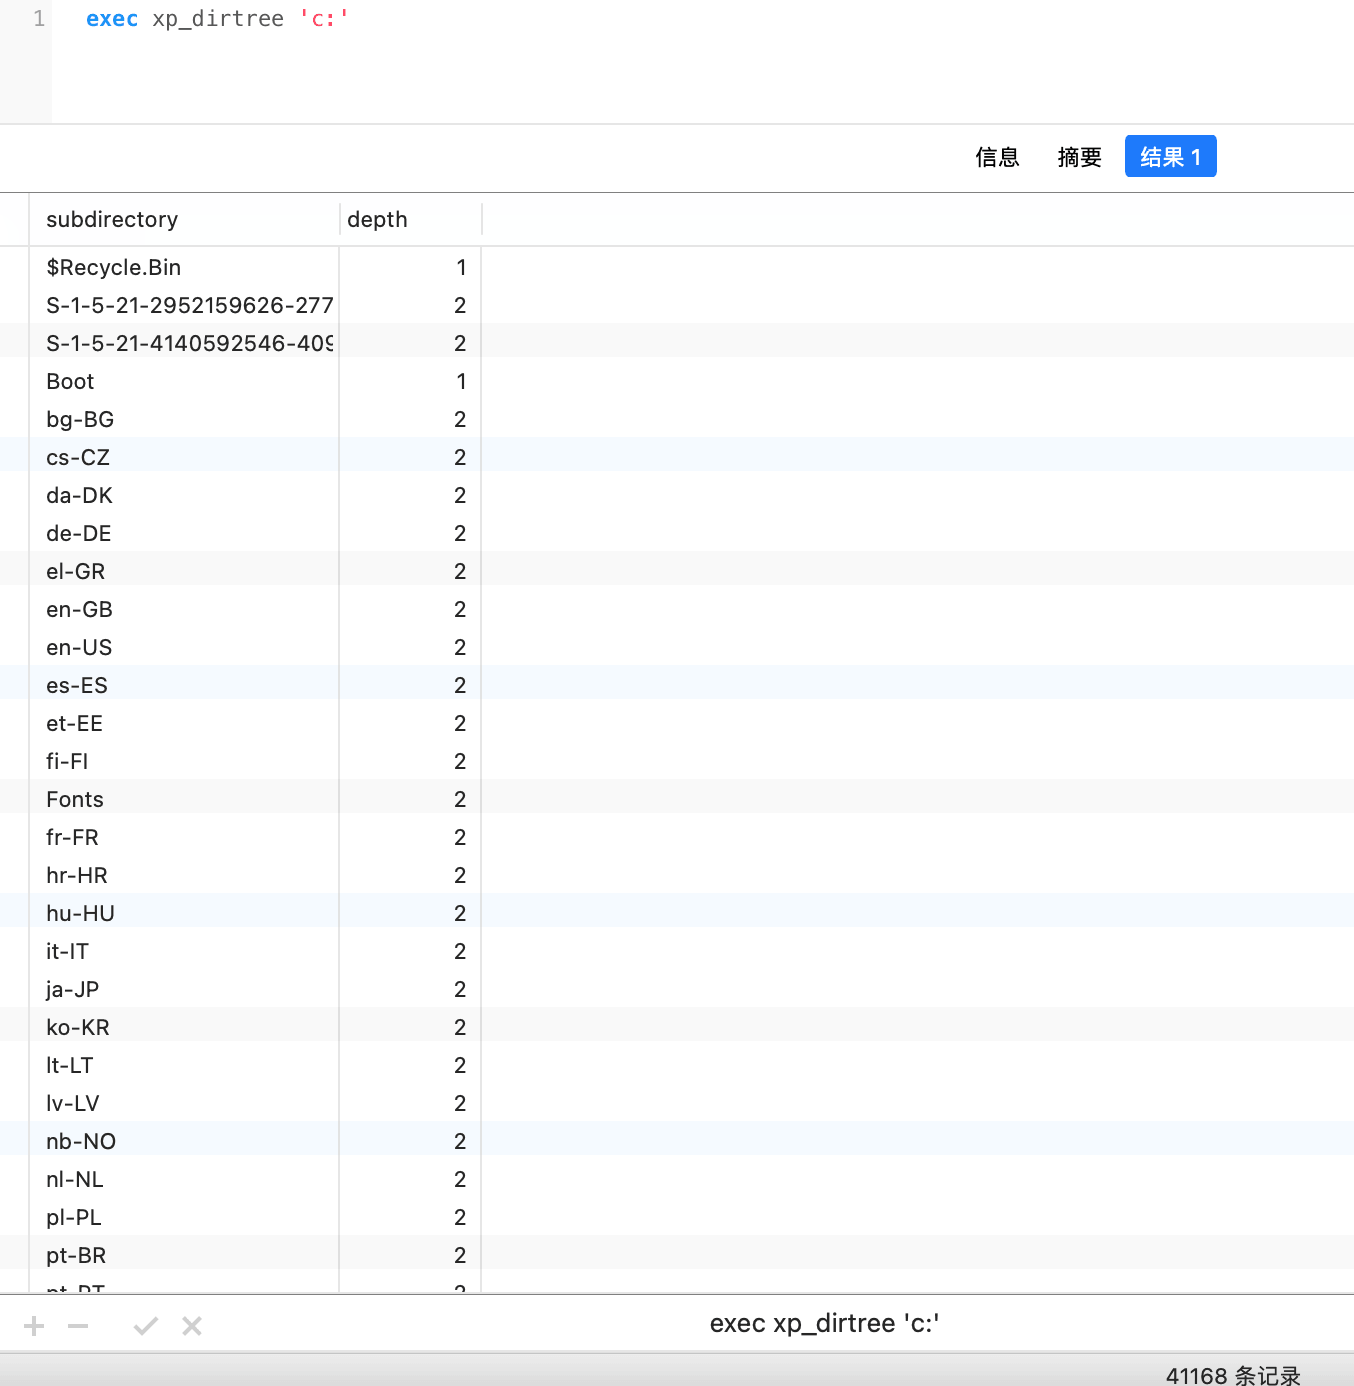 1 exec xp_dirtree 'c:'
信息 摘要 结果 1
subdirectory depth
$Recycle.Bin 1
S-1-5-21-2952159626-277 2
S-1-5-21-4140592546-409 2
Boot 1
bg-BG 2
cs-CZ 2
da-DK 2
de-DE 2
el-GR 2
en-GB 2
en-US 2
es-ES 2
et-EE 2
fi-FI 2
Fonts 2
fr-FR 2
hr-HR 2
hu-HU 2
it-IT 2
ja-JP 2
ko-KR 2
lt-LT 2
lv-LV 2
nb-NO 2
nl-NL 2
pl-PL 2
pt-BR 2
pt-PT 2
exec xp_dirtree 'c:'
41168 条记录